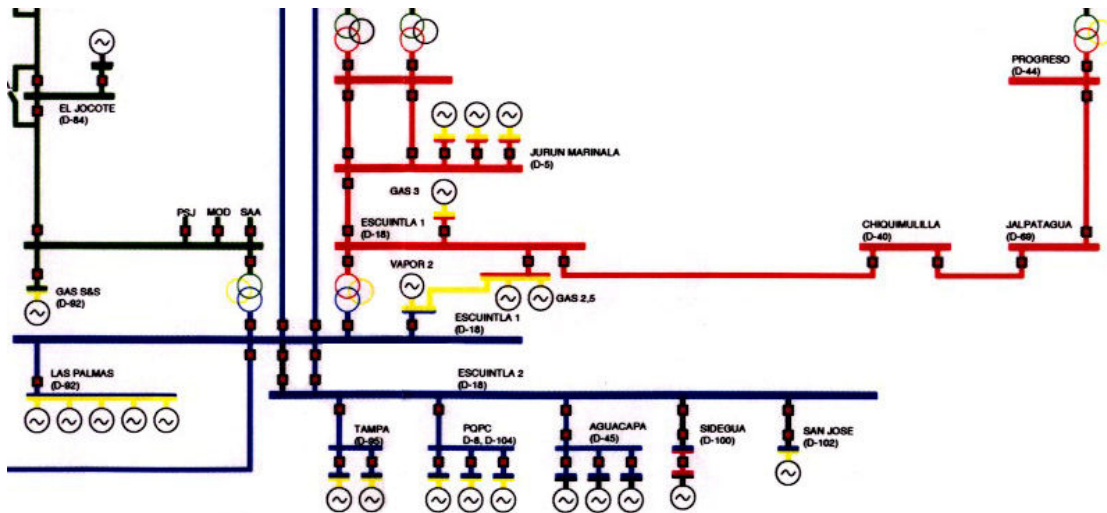 PROGRESO
(D-44)
EL JOCOTE
(D-84)
JURUN MARINALA
(D-5)
GAS 3
PSJ MOD SAA
ESCUINTLA 1
(D-18)
CHIQUIMULILLA
(D-40)
JALPATAGUA
(D-69)
VAPOR 2
GAS S&S
(D-92)
GAS 2,5
ESCUINTLA 1
(D-18)
LAS PALMAS
(D-92)
ESCUINTLA 2
(D-18)
TAMPA
(D-95)
PQPC
D-8, D-104)
AGUACAPA
(D-45)
SIDEGUA
(D-100)
SAN JOSE
(D-102)